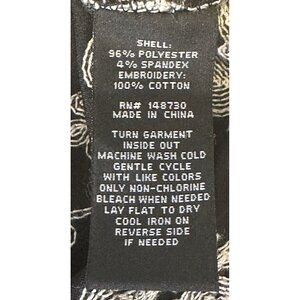 SHELL:
96% POLYESTER
4% SPANDEX
EMBROIDERY:
100% COTTON
RN# 148730
MADE IN CHINA
TURN GARMENT
INSIDE OUT
MACHINE WASH COLD
GENTLE CYCLE
WITH LIKE COLORS
ONLY NON-CHLORINE
BLEACH WHEN NEEDED
LAY FLAT TO DRY
COOL IRON ON
REVERSE SIDE
IF NEEDED